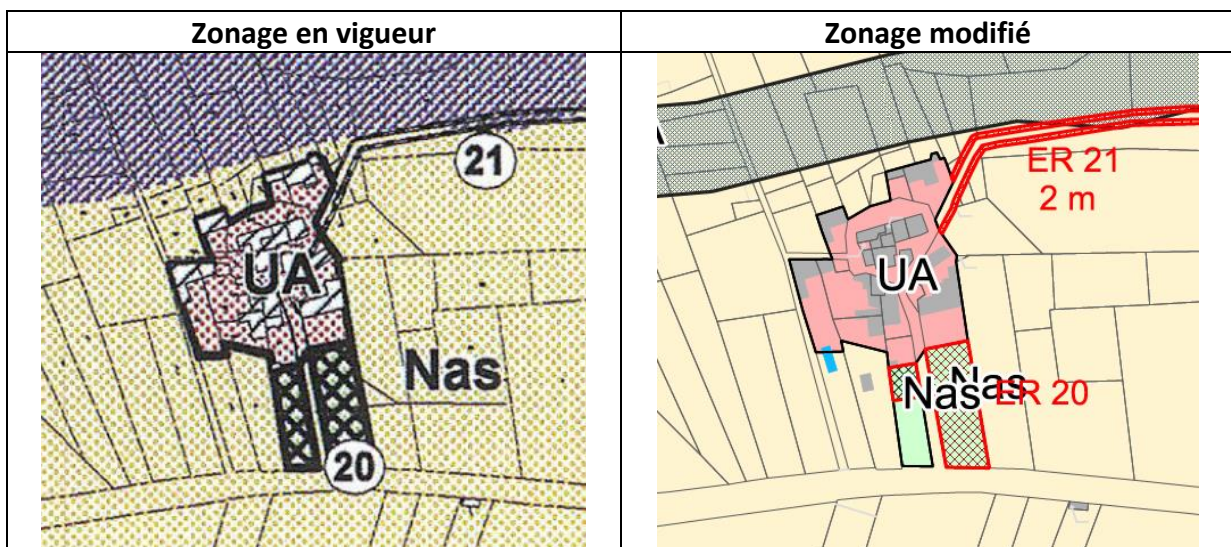 Zonage en vigueur
Zonage modifié
21
UA
Nas
20
A
ER 21
2 m
UA
Nas
Nas
ER 20